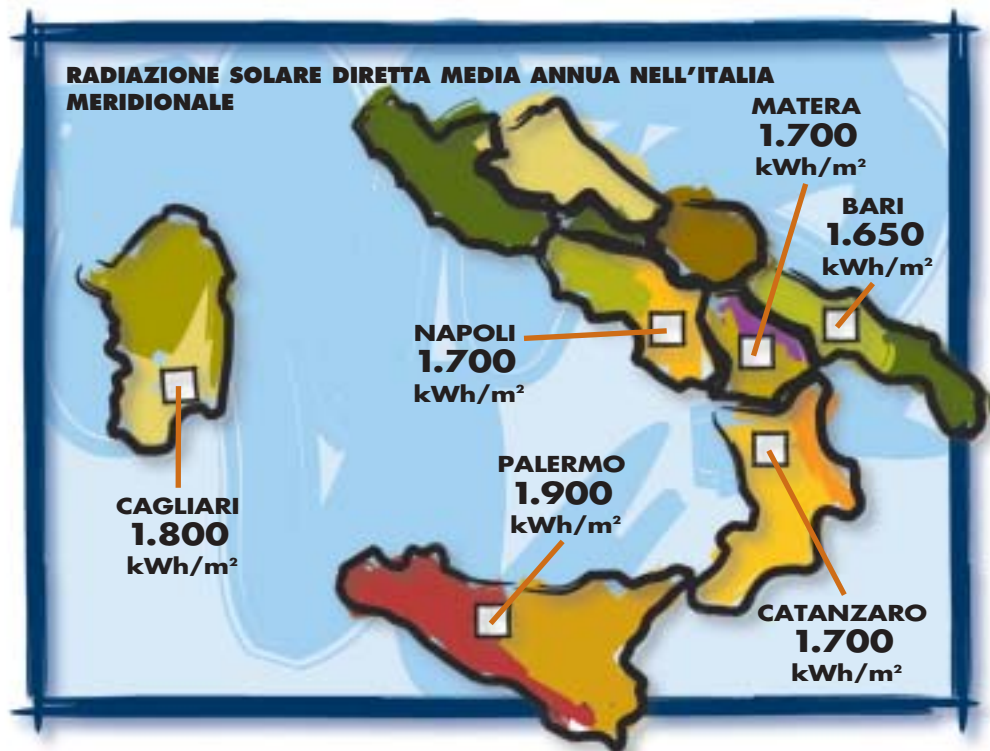 RADIAZIONE SOLARE DIRETTA MEDIA ANNUA NELL'ITALIA
MERIDIONALE
MATERA
1.700
kWh/m²
BARI
1.650
kWh/m²
NAPOLI
1.700
kWh/m²
PALERMO
1.900
kWh/m²
CAGLIARI
1.800
kWh/m²
CATANZARO
1.700
kWh/m²